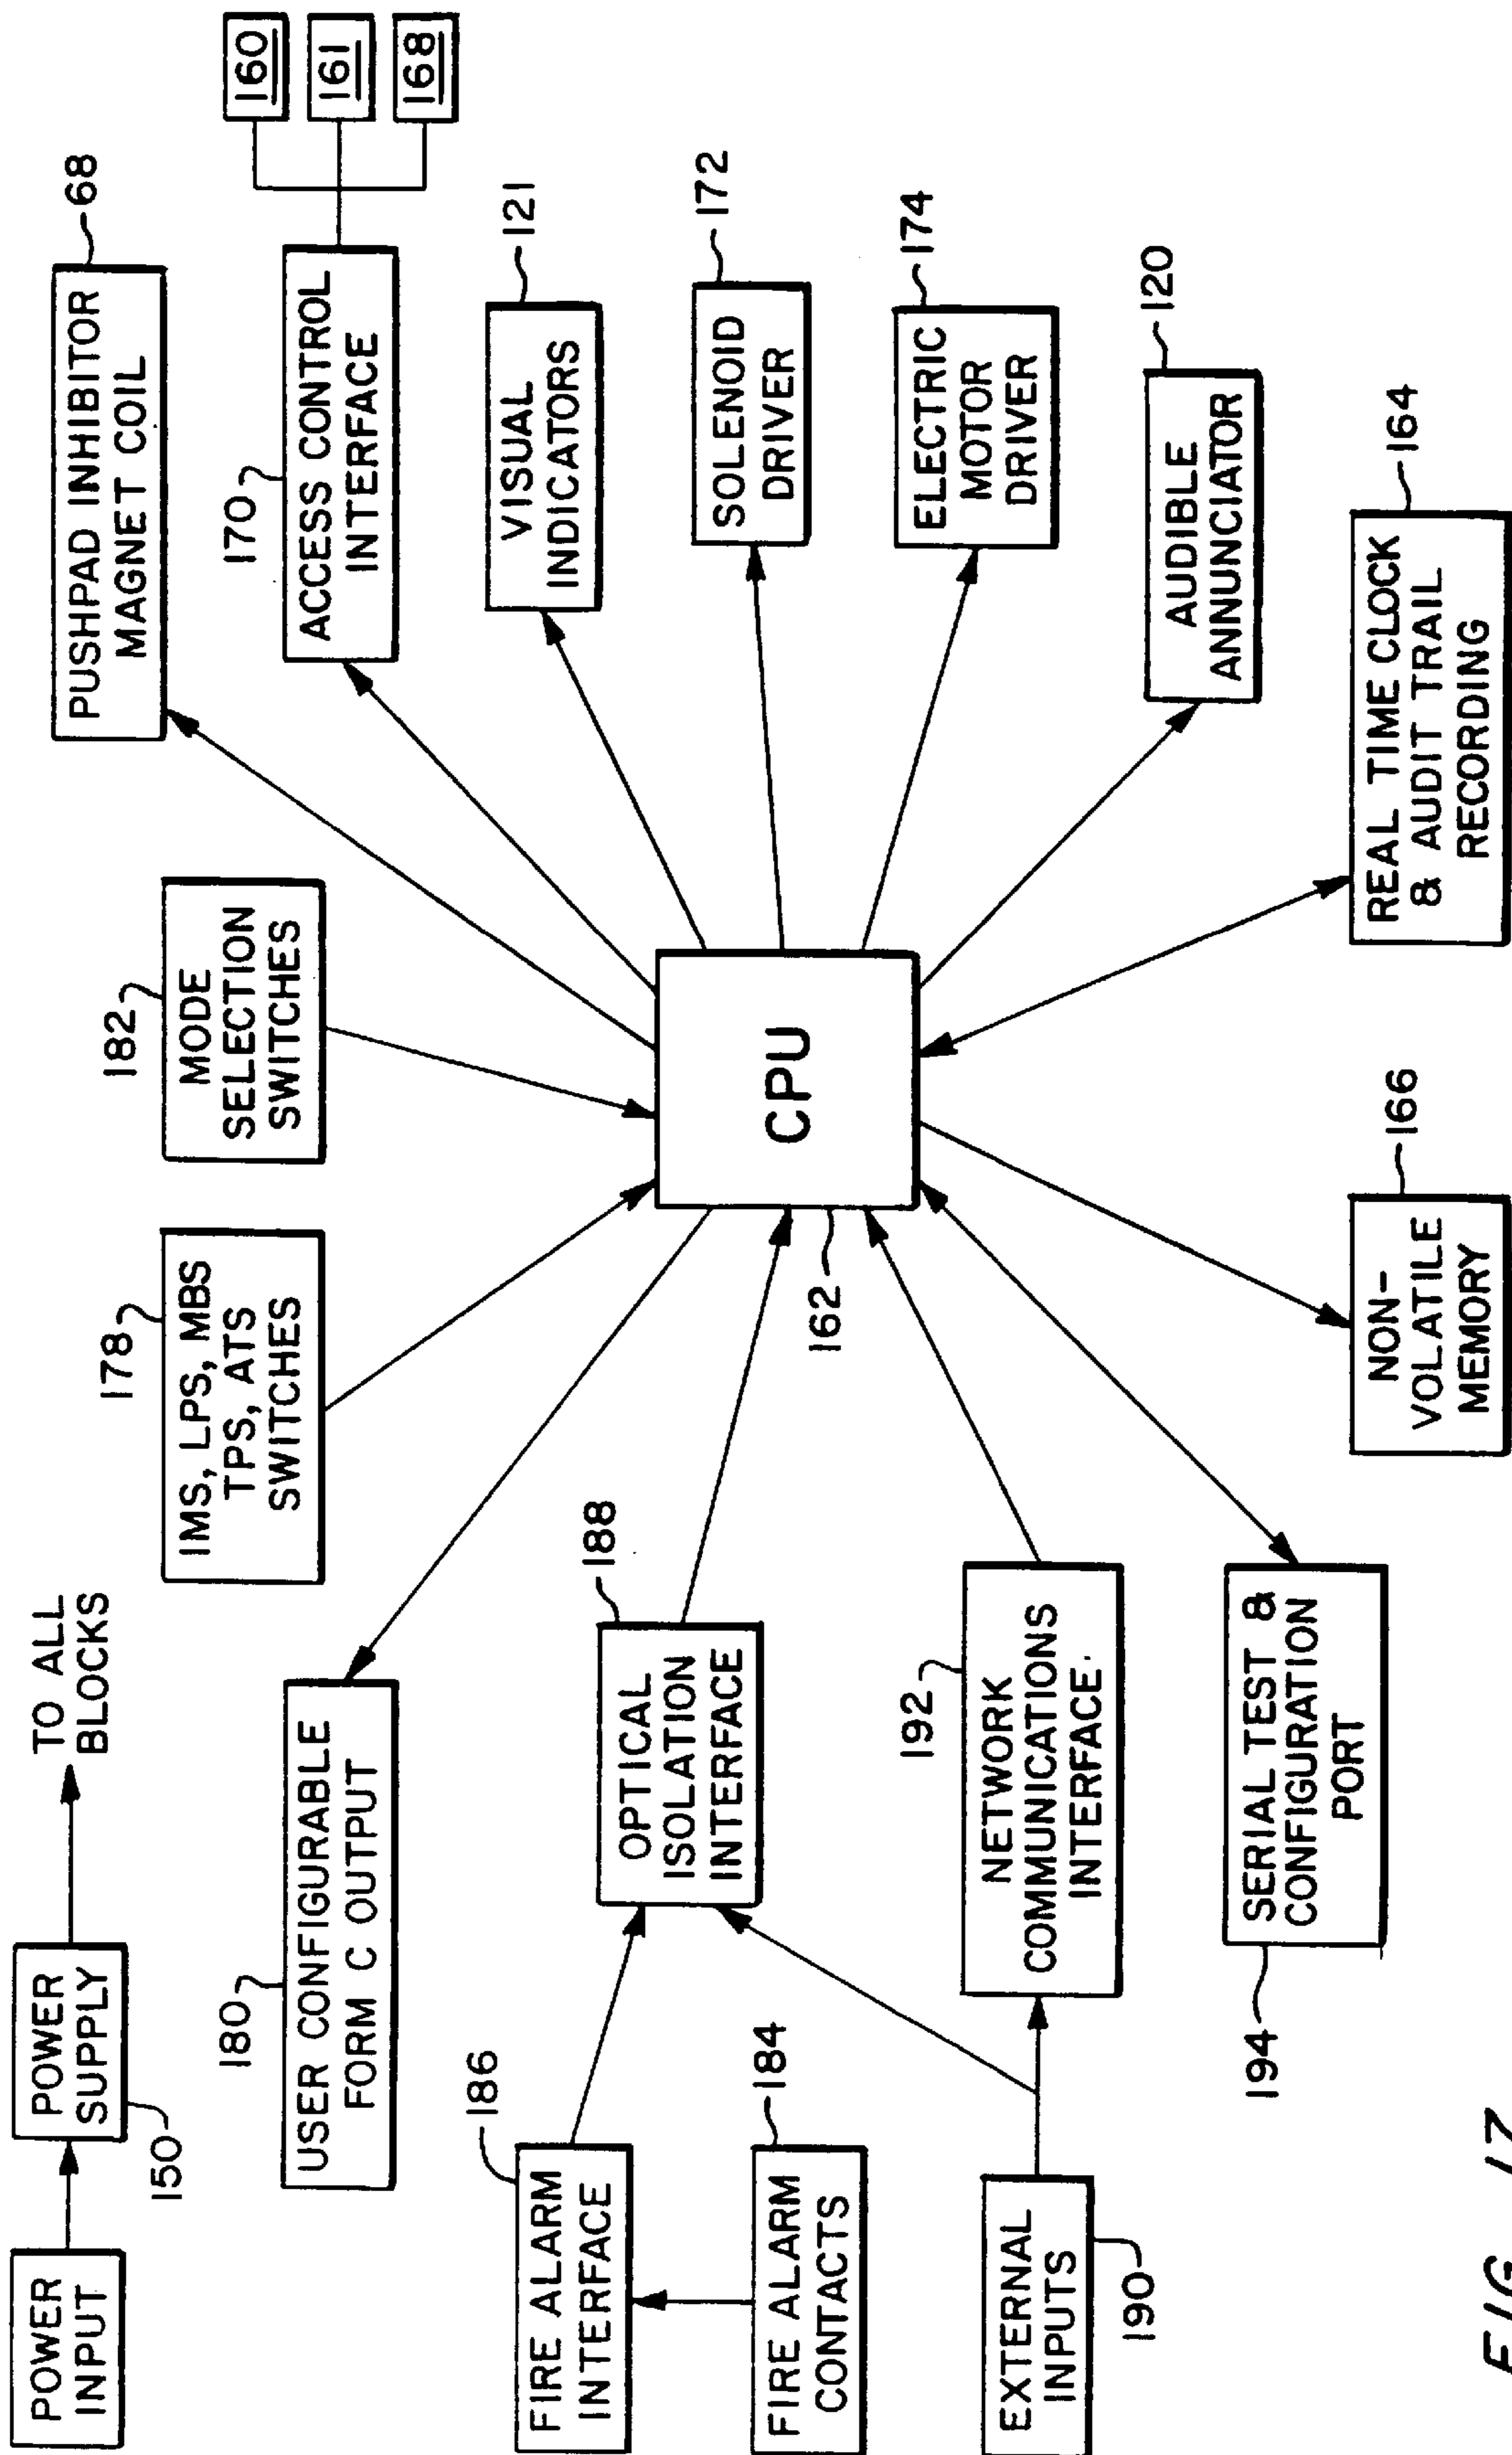 POWER
INPUT
POWER
SUPPLY
150
TO ALL
BLOCKS
178
IMS, LPS, MBS
TPS, ATS
SWITCHES
182
MODE
SELECTION
SWITCHES
PUSHPAD INHIBITOR
MAGNET COIL
68
180
USER CONFIGURABLE
FORM C OUTPUT
170
ACCESS CONTROL
INTERFACE
160
161
168
VISUAL
INDICATORS
121
186
FIRE ALARM
INTERFACE
188
OPTICAL
ISOLATION
INTERFACE
CPU
162
SOLENOID
DRIVER
172
184
FIRE ALARM
CONTACTS
ELECTRIC
MOTOR
DRIVER
174
EXTERNAL
INPUTS
190
192
NETWORK
COMMUNICATIONS
INTERFACE.
AUDIBLE
ANNUNCIATOR
120
194
SERIAL TEST &
CONFIGURATION
PORT
NON-
VOLATILE
MEMORY
166
REAL TIME CLOCK
& AUDIT TRAIL
RECORDING
164
FIG. 17